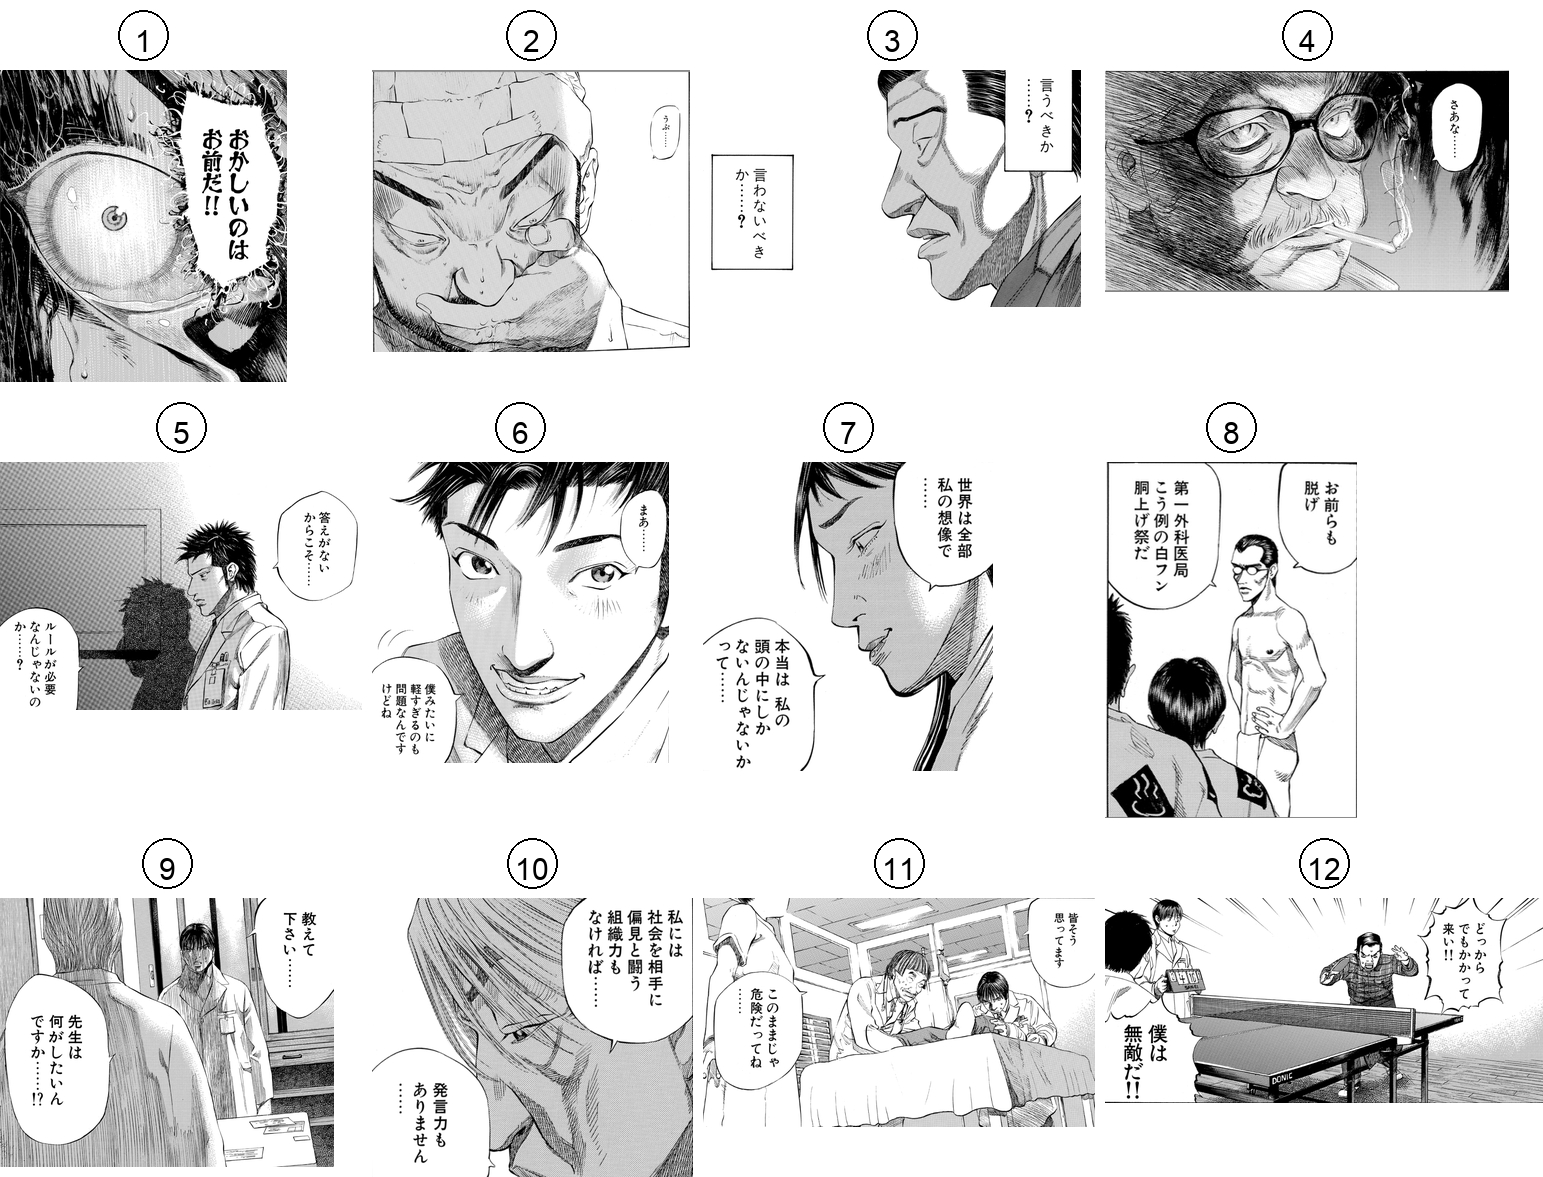 1
おかしいのは
お前だ!!
2
うぷ……
3
言うべきか
……?
言わないべき
か……?
4
さあな……
5
答えがない
からこそ……
ルールが必要
なんじゃないの
か……?
6
まあ……
僕みたいに
軽すぎるのも
問題なんです
けどね
7
世界は全部
私の想像で
……
本当は 私の
頭の中にしか
ないんじゃないか
って……
8
お前らも
脱げ
第一外科医局
こう例の白フン
胴上げ祭だ
9
教えて
下さい……
先生は
何がしたいん
ですか……!?
10
私には
社会を相手に
偏見と闘う
組織力も
なければ……
発言力も
ありません
……
11
皆そう
思ってます
このままじゃ
危険だってね
……
12
どっから
でもかかって
来い!!
僕は
無敵だ!!
DONIC